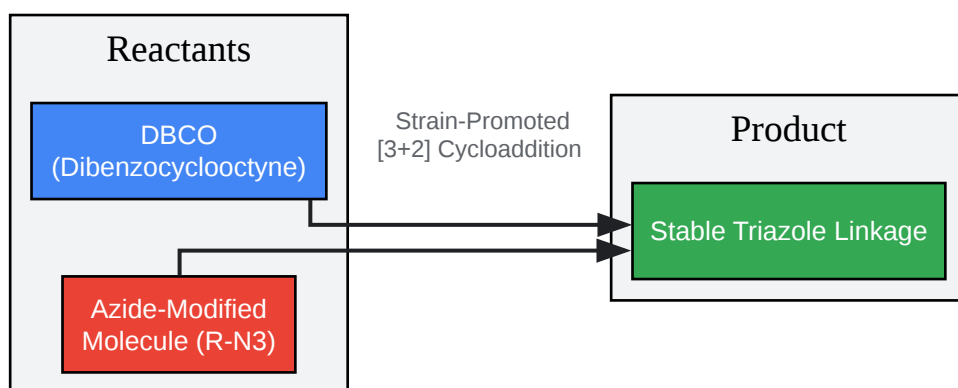 Reactants
DBCO
(Dibenzocyclooctyne)
Azide-Modified
Molecule (R-N3)
Strain-Promoted
[3+2] Cycloaddition
Product
Stable Triazole Linkage